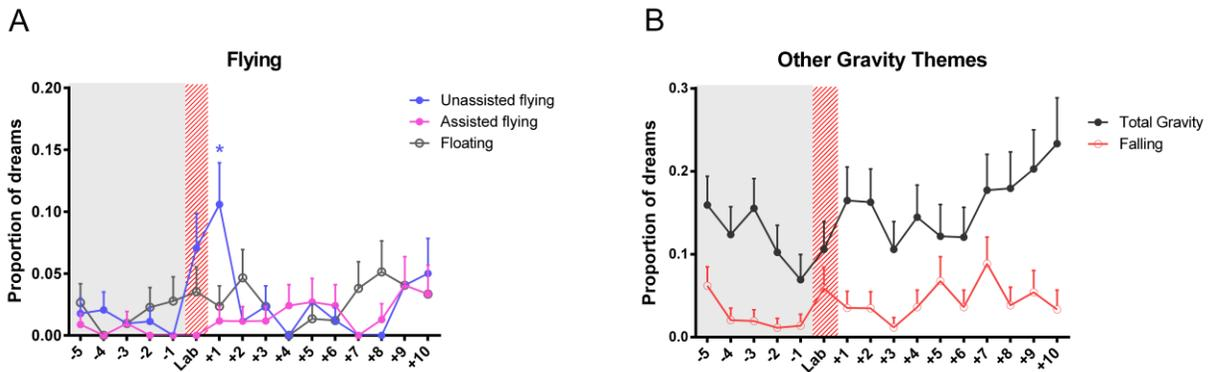 A
Flying
Proportion of dreams
0.20
0.15
0.10
0.05
0.00
*
Unassisted flying
Assisted flying
Floating
-5 -4 -3 -2 -1 Lab +1 +2 +3 +4 +5 +6 +7 +8 +9 +10
B
Other Gravity Themes
Proportion of dreams
0.3
0.2
0.1
0.0
Total Gravity
Falling
-5 -4 -3 -2 -1 Lab +1 +2 +3 +4 +5 +6 +7 +8 +9 +10